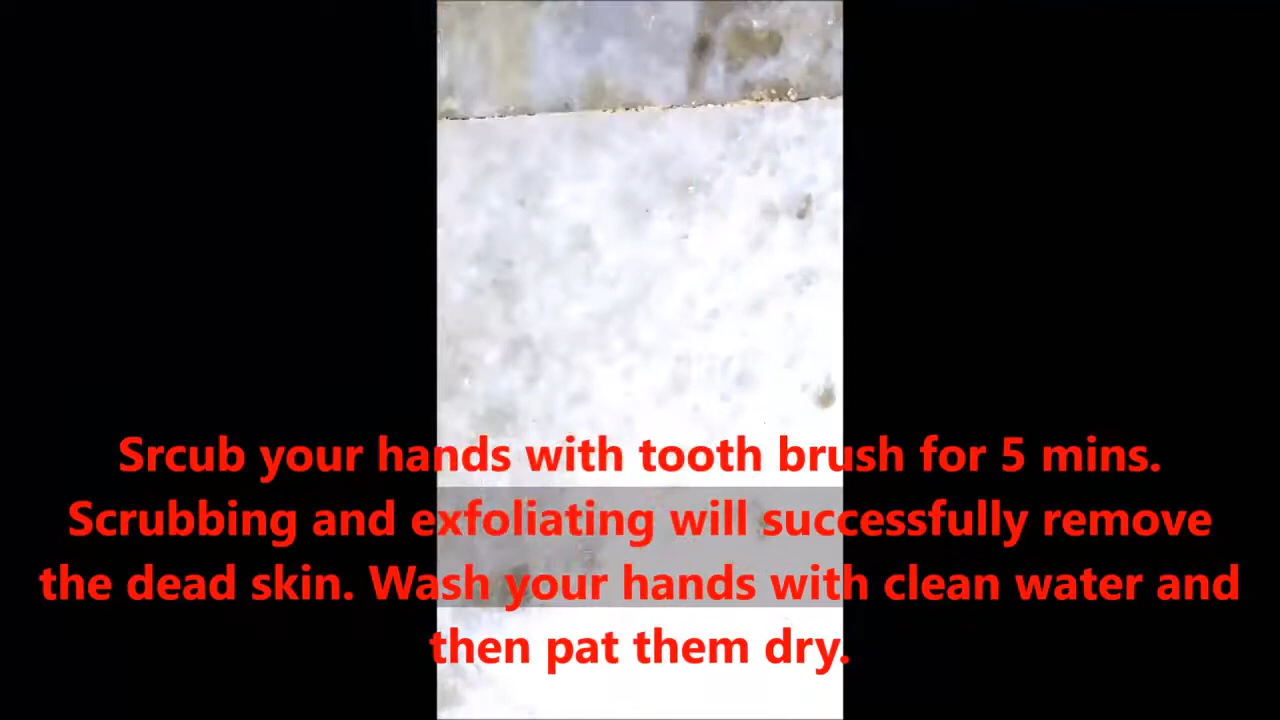 Srcub your hands with tooth brush for 5 mins.
Scrubbing and exfoliating will successfully remove
the dead skin. Wash your hands with clean water and
then pat them dry.